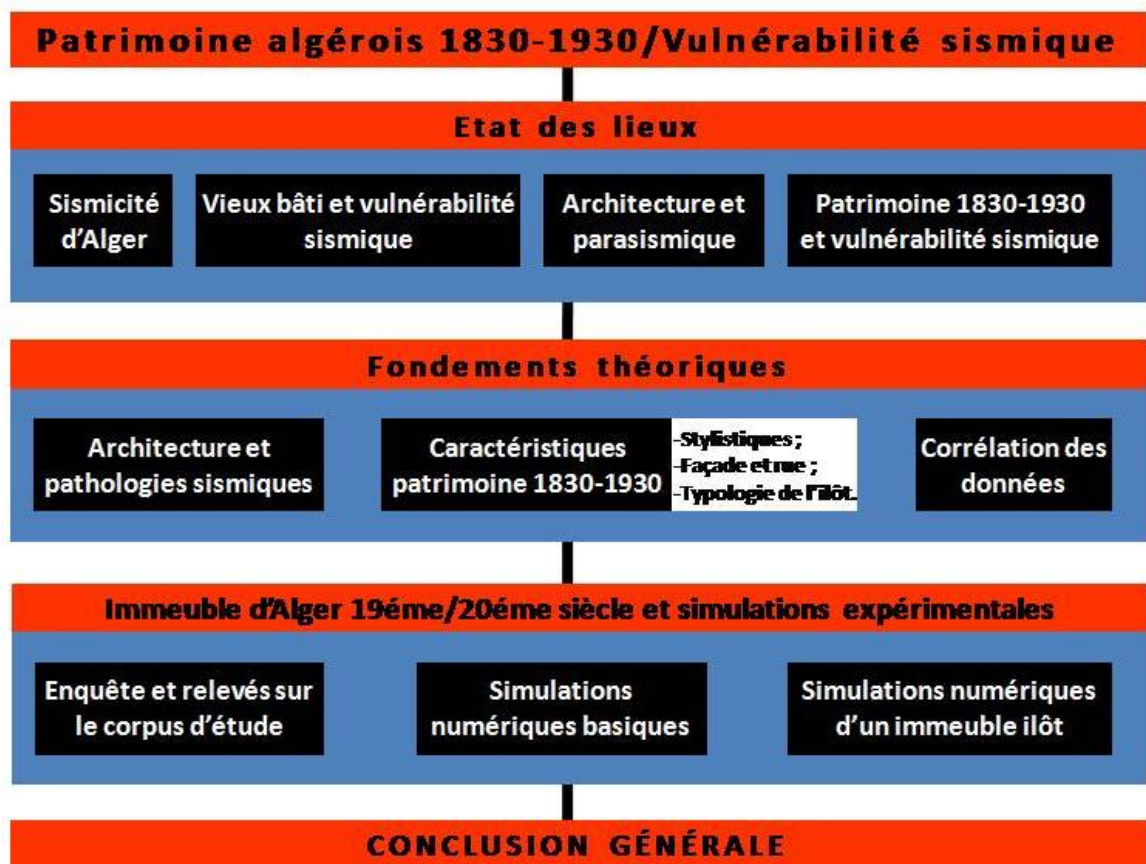 Patrimoine algérois 1830-1930/Vulnérabilité sismique
Etat des lieux
Sismicité
d'Alger
Vieux bâti et vulnérabilité
sismique
Architecture et
parasismique
Patrimoine 1830-1930
et vulnérabilité sismique
Fondements théoriques
Architecture et
pathologies sismiques
Caractéristiques
patrimoine 1830-1930
-Stylistiques ;
-Façade et rue ;
-Typologie de l'ilôt.
Corrélation des
données
Immeuble d'Alger 19éme/20éme siècle et simulations expérimentales
Enquête et relevés sur
le corpus d'étude
Simulations
numériques basiques
Simulations numériques
d'un immeuble ilôt
CONCLUSION GÉNÉRALE